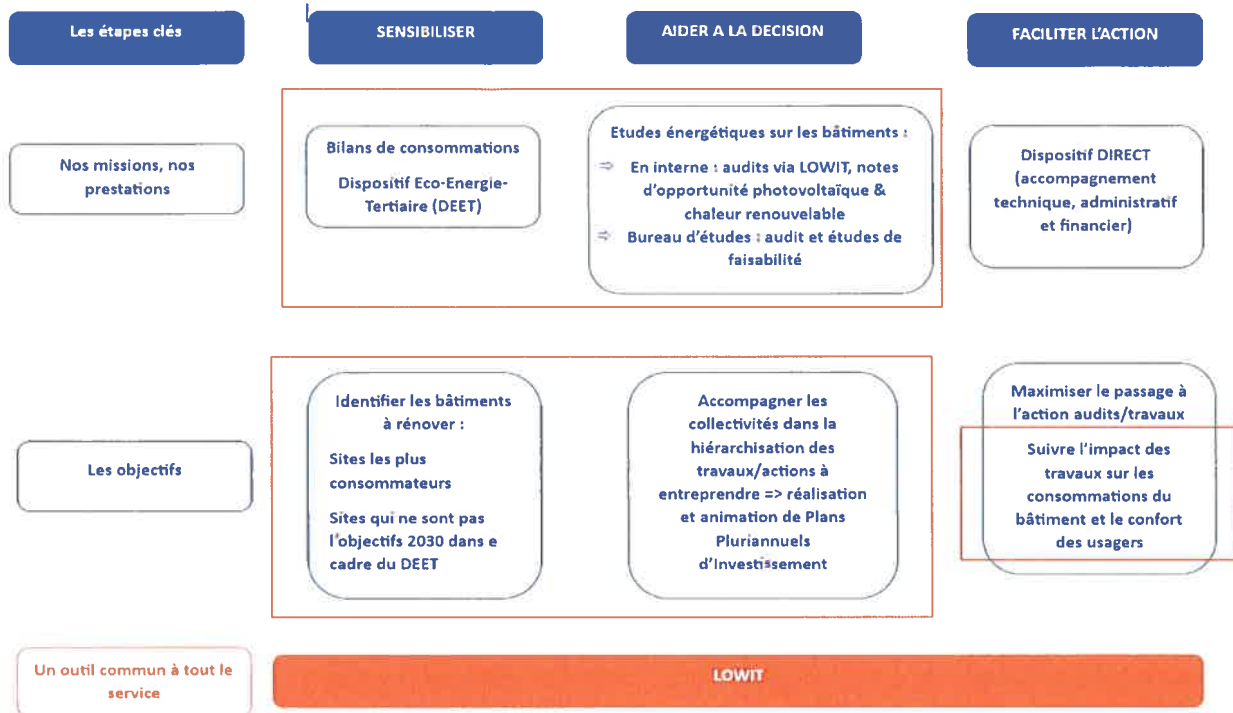 Les étapes clés
SENSIBILISER
AIDER A LA DECISION
FACILITER L'ACTION
Nos missions, nos
prestations
Bilans de consommations
Dispositif Eco-Energie-
Tertiaire (DEET)
Etudes énergétiques sur les bâtiments :
⇨ En interne : audits via LOWIT, notes
d'opportunité photovoltaïque &
chaleur renouvelable
⇨ Bureau d'études : audit et études de
faisabilité
Dispositif DIRECT
(accompagnement
technique, administratif
et financier)
Les objectifs
Identifier les bâtiments
à rénover :
Sites les plus
consommateurs
Sites qui ne sont pas
l'objectifs 2030 dans e
cadre du DEET
Accompagner les
collectivités dans la
hiérarchisation des
travaux/actions à
entreprendre => réalisation
et animation de Plans
Pluriannuels
d'Investissement
Maximiser le passage à
l'action audits/travaux
Suivre l'impact des
travaux sur les
consommations du
bâtiment et le confort
des usagers
Un outil commun à tout le
service
LOWIT